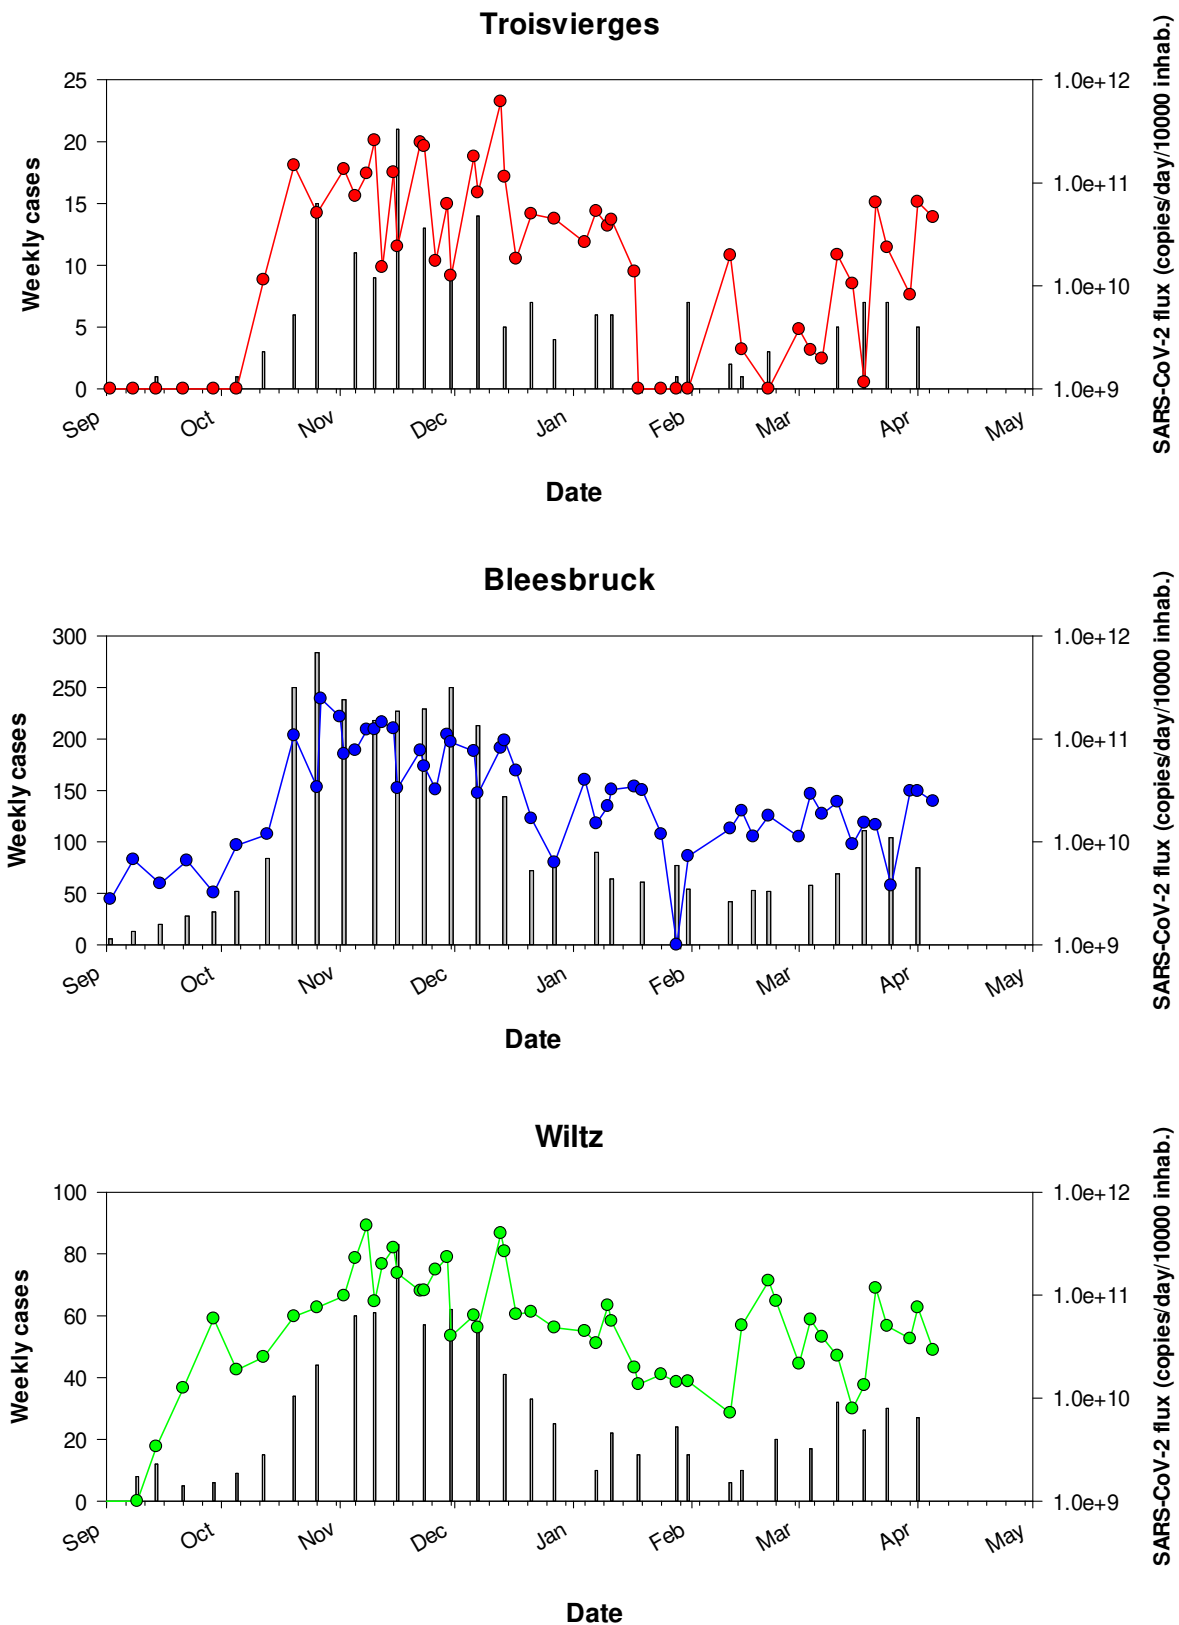 Troisvierges
25
20
15
10
5
0
Weekly cases
1.0e+12
1.0e+11
1.0e+10
1.0e+9
SARS-CoV-2 flux (copies/day/10000 inhab.)
Sep Oct Nov Dec Jan Feb Mar Apr May
Date
Bleesbruck
300
250
200
150
100
50
0
Weekly cases
1.0e+12
1.0e+11
1.0e+10
1.0e+9
SARS-CoV-2 flux (copies/day/10000 inhab.)
Sep Oct Nov Dec Jan Feb Mar Apr May
Date
Wiltz
100
80
60
40
20
0
Weekly cases
1.0e+12
1.0e+11
1.0e+10
1.0e+9
SARS-CoV-2 flux (copies/day/10000 inhab.)
Sep Oct Nov Dec Jan Feb Mar Apr May
Date